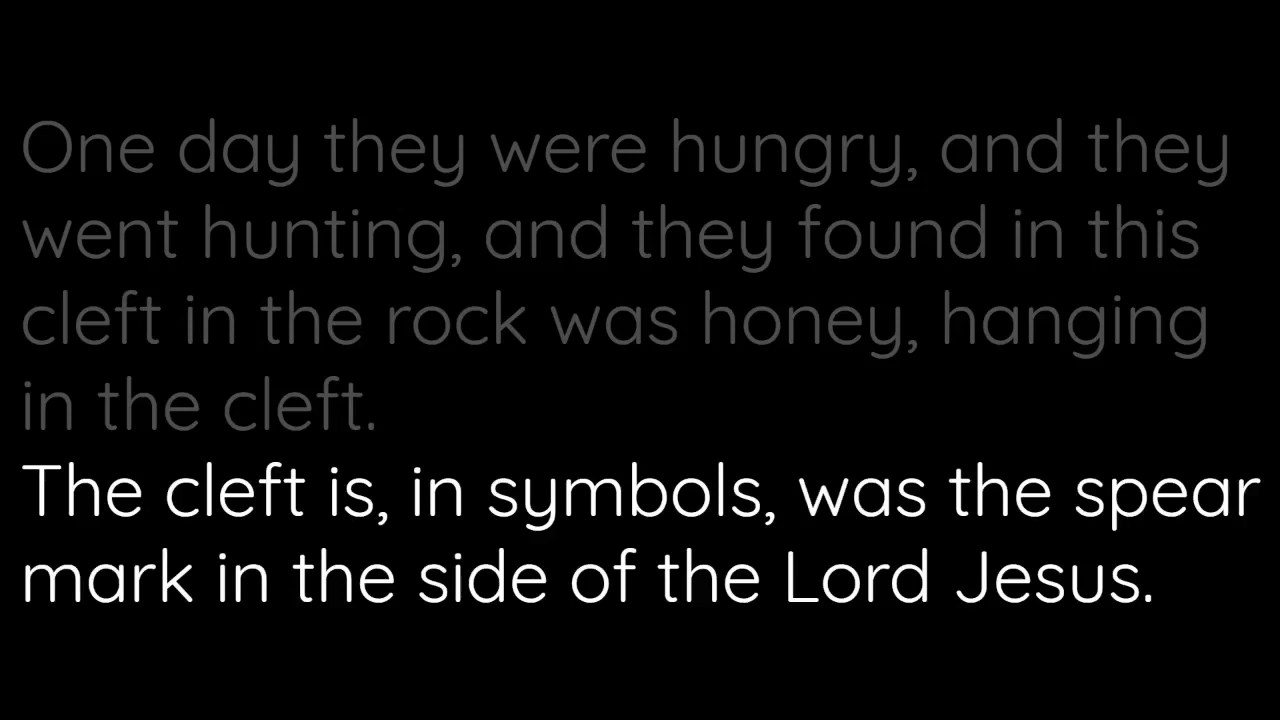 One day they were hungry, and they
went hunting, and they found in this
cleft in the rock was honey, hanging
in the cleft.
The cleft is, in symbols, was the spear
mark in the side of the Lord Jesus.